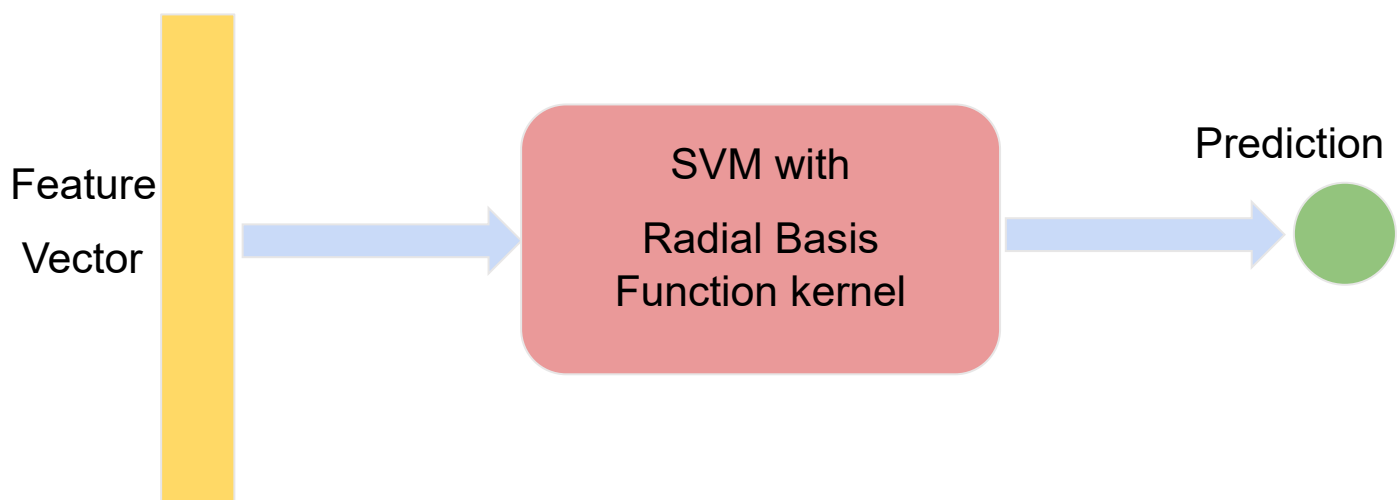 Feature
Vector
SVM with
Radial Basis
Function kernel
Prediction